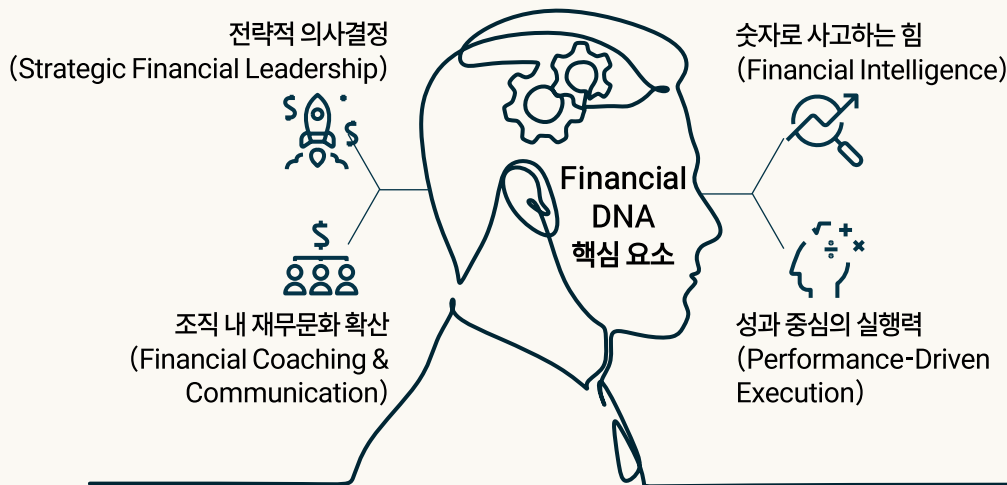 전략적 의사결정
(Strategic Financial Leadership)
숫자로 사고하는 힘
(Financial Intelligence)
Financial
DNA
핵심 요소
조직 내 재무문화 확산
(Financial Coaching &
Communication)
성과 중심의 실행력
(Performance-Driven
Execution)